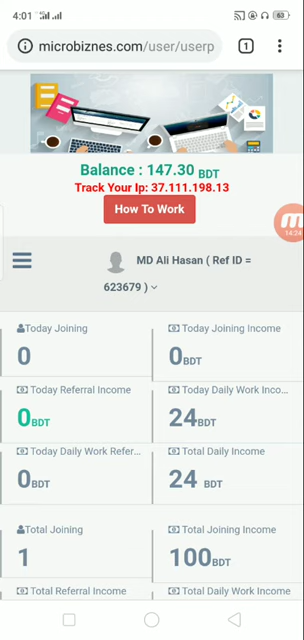 4:01
63
microbiznes.com/user/userp
1
Balance : 147.30 BDT
Track Your Ip: 37.111.198.13
How To Work
14:24
MD Ali Hasan ( Ref ID =
623679 )
Today Joining
0
Today Joining Income
0BDT
Today Referral Income
0BDT
Today Daily Work Inco...
24BDT
Today Daily Work Refer...
0BDT
Total Daily Income
24 BDT
Total Joining
1
Total Joining Income
100BDT
Total Referral Income
Total Daily Work Income